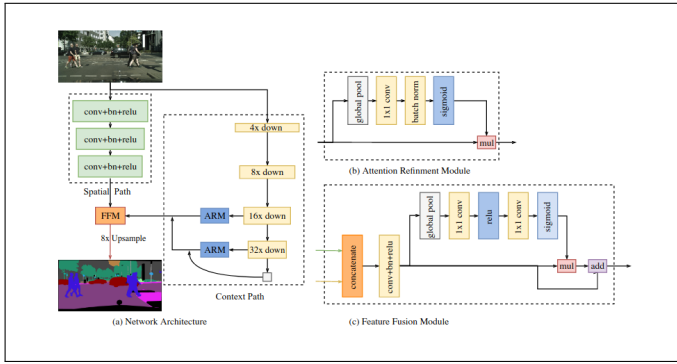 conv+bn+relu
conv+bn+relu
conv+bn+relu
Spatial Path
FFM
8x Upsample
4x down
8x down
ARM
16x down
ARM
32x down
Context Path
(a) Network Architecture
global pool
1x1 conv
batch norm
sigmoid
mul
(b) Attention Refinment Module
global pool
1x1 conv
relu
1x1 conv
sigmoid
concatenate
conv+bn+relu
mul
add
(c) Feature Fusion Module